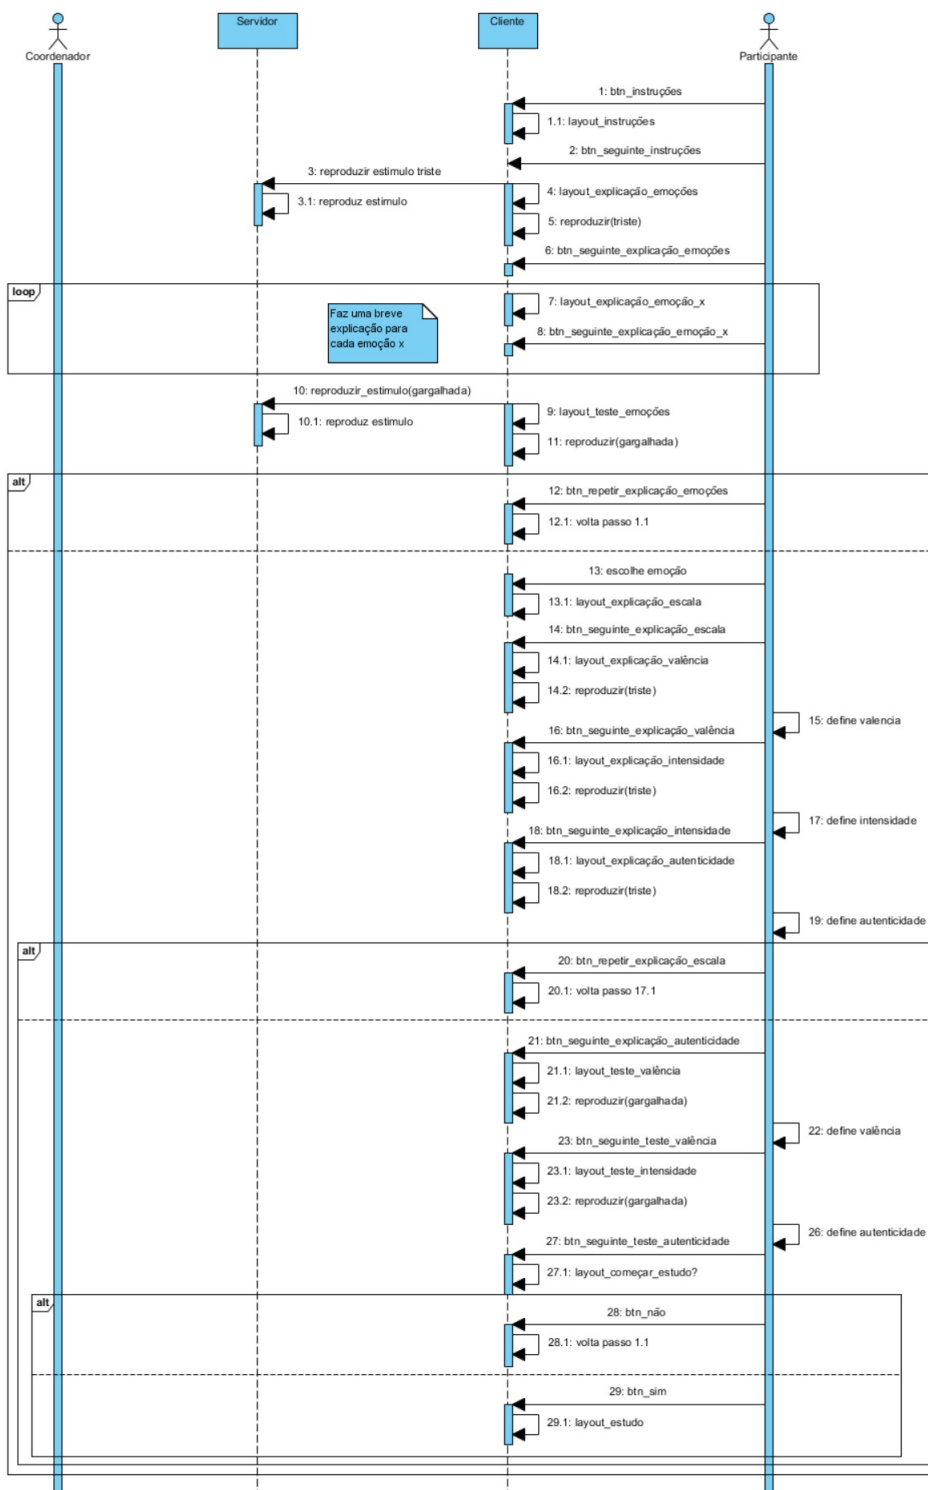 Servidor
Cliente
Coordenador
Participante
1: btn_instruções
1.1: layout_instruções
2: btn_seguinte_instruções
3: reproduzir estimulo triste
3.1: reproduz estimulo
4: layout_explicação_emoções
5: reproduzir(triste)
6: btn_seguinte_explicação_emoções
loop
7: layout_explicação_emoção_x
Faz uma breve
explicação para
cada emoção x
8: btn_seguinte_explicação_emoção_x
10: reproduzir_estimulo(gargalhada)
9: layout_teste_emoções
10.1: reproduz estimulo
11: reproduzir(gargalhada)
alt
12: btn_repetir_explicação_emoções
12.1: volta passo 1.1
13: escolhe emoção
13.1: layout_explicação_escala
14: btn_seguinte_explicação_escala
14.1: layout_explicação_valência
14.2: reproduzir(triste)
15: define valencia
16: btn_seguinte_explicação_valência
16.1: layout_explicação_intensidade
16.2: reproduzir(triste)
17: define intensidade
18: btn_seguinte_explicação_intensidade
18.1: layout_explicação_autenticidade
18.2: reproduzir(triste)
19: define autenticidade
alt
20: btn_repetir_explicação_escala
20.1: volta passo 17.1
21: btn_seguinte_explicação_autenticidade
21.1: layout_teste_valência
21.2: reproduzir(gargalhada)
22: define valência
23: btn_seguinte_teste_valência
23.1: layout_teste_intensidade
23.2: reproduzir(gargalhada)
26: define autenticidade
27: btn_seguinte_teste_autenticidade
27.1: layout_começar_estudo?
alt
28: btn_não
28.1: volta passo 1.1
29: btn_sim
29.1: layout_estudo